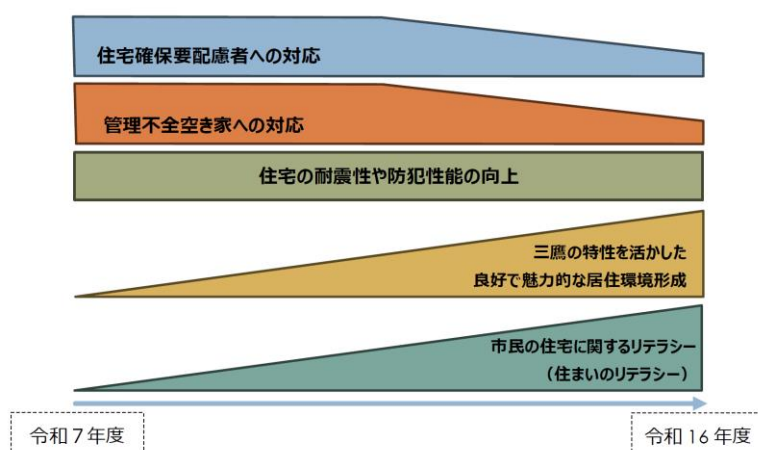 住宅確保要配慮者への対応
管理不全空き家への対応
住宅の耐震性や防犯性能の向上
三鷹の特性を活かした
良好で魅力的な居住環境形成
市民の住宅に関するリテラシー
（住まいのリテラシー）
令和７年度
令和 16 年度